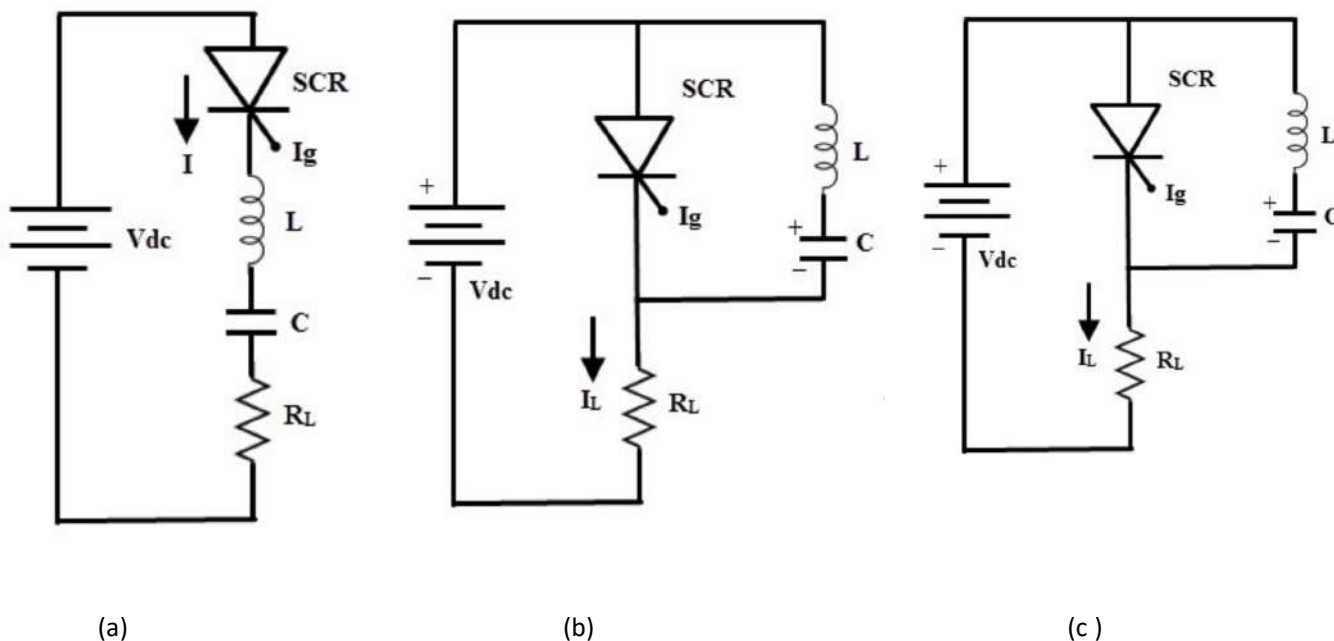 SCR
I
Ig
L
Vdc
C
RL
(a)
SCR
L
Ig
+
Vdc
−
+
C
−
IL
RL
(b)
SCR
L
+
Ig
+
C
−
−
Vdc
IL
RL
(c )